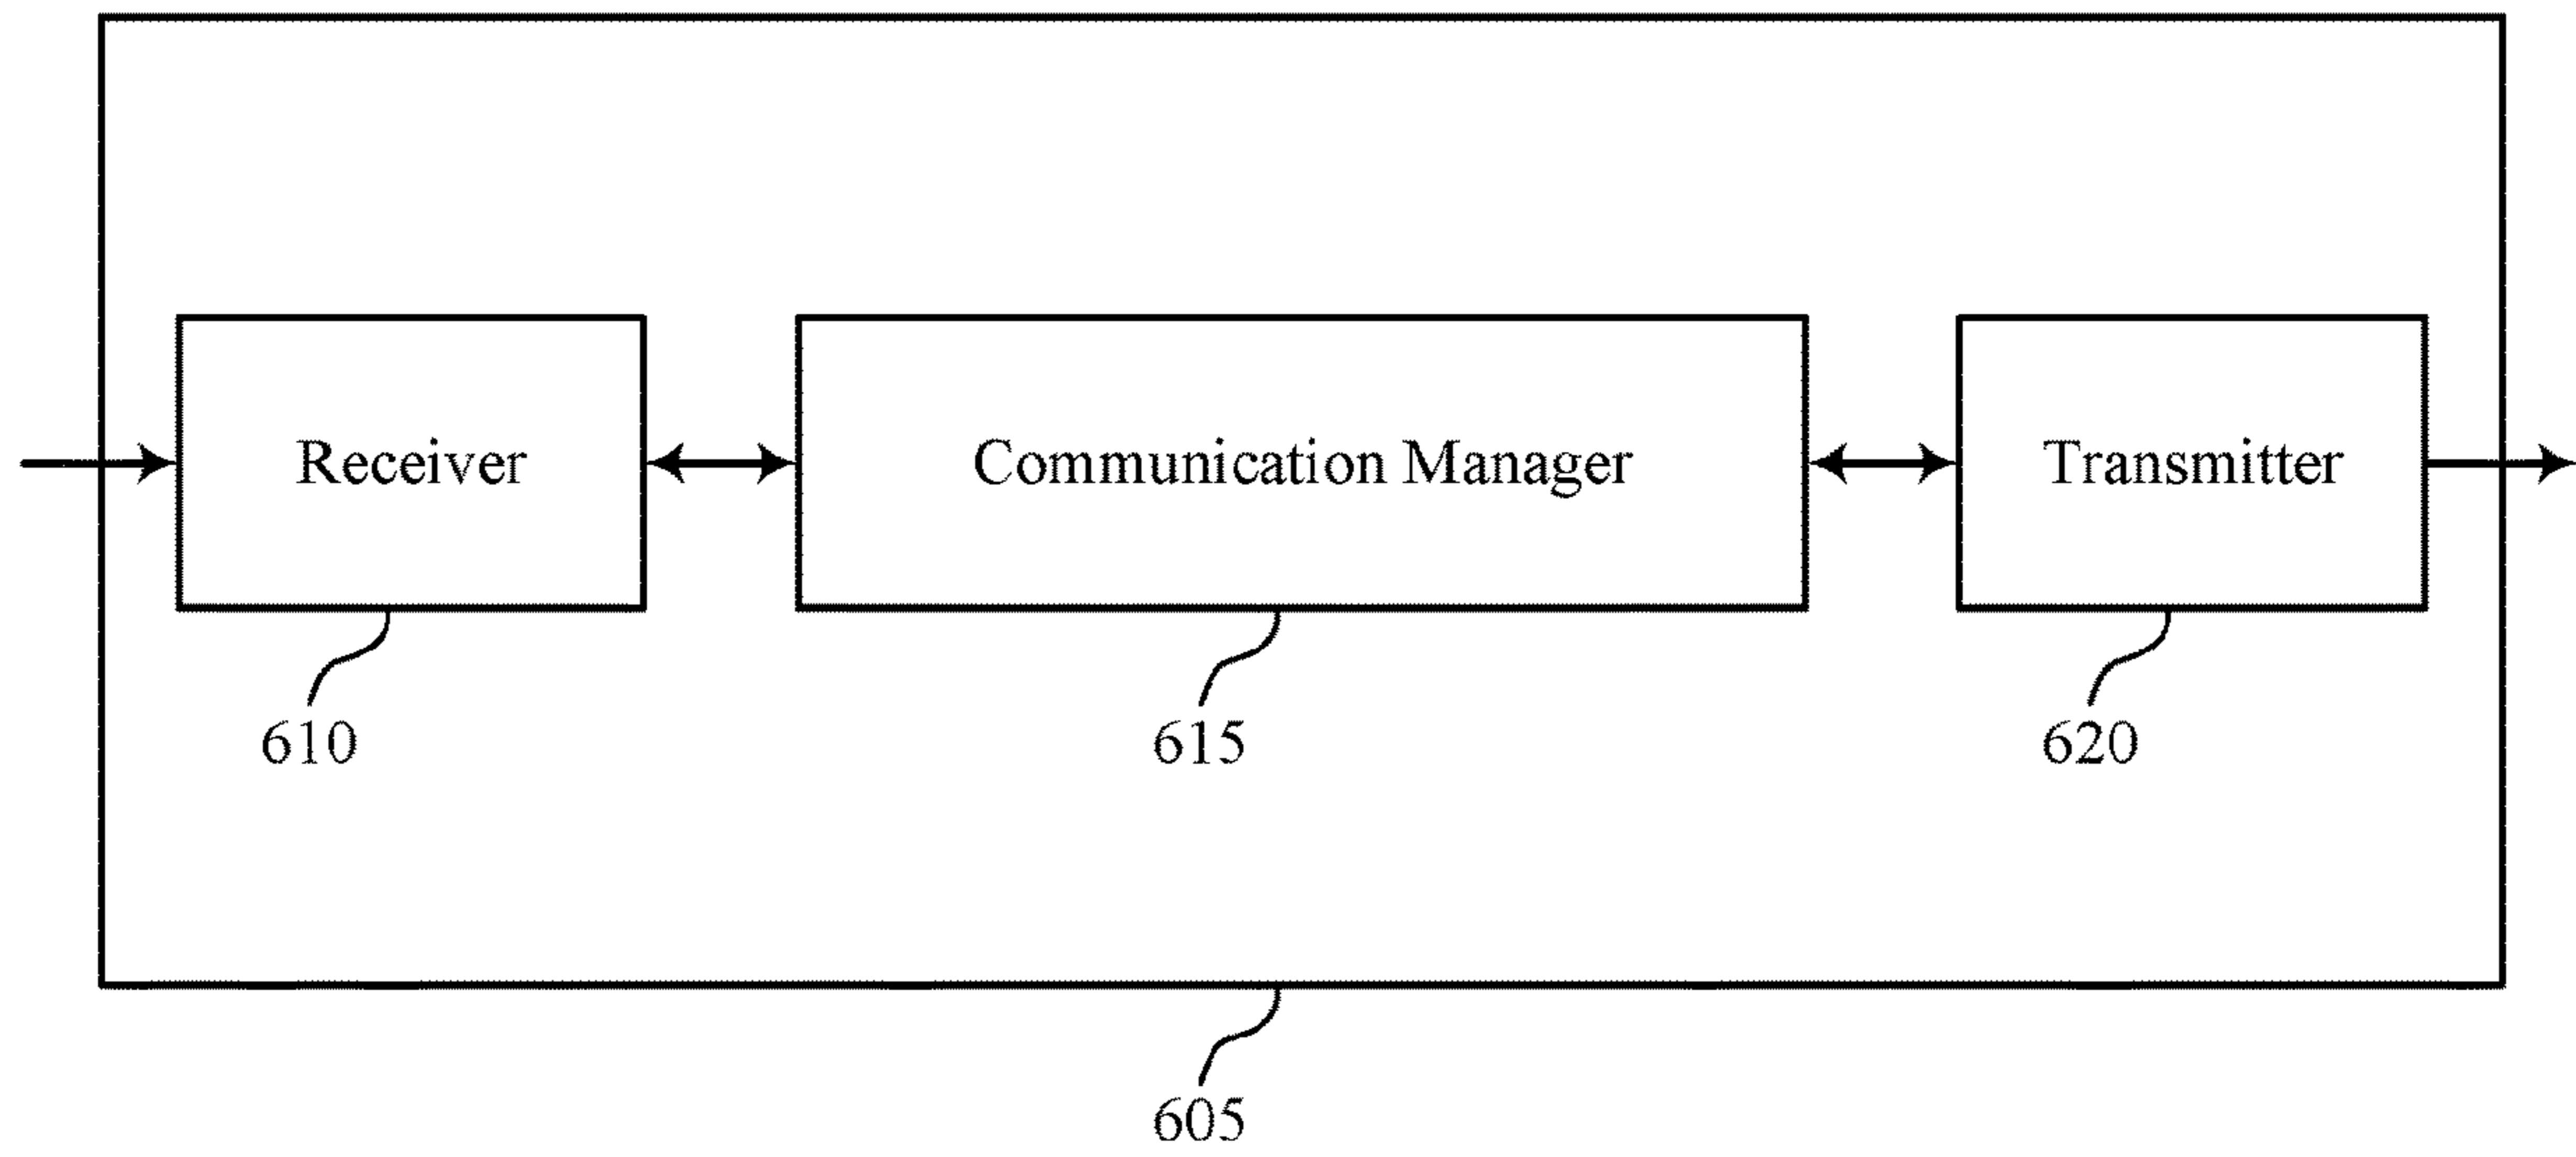 Receiver
Communication Manager
Transmitter
610
615
620
605